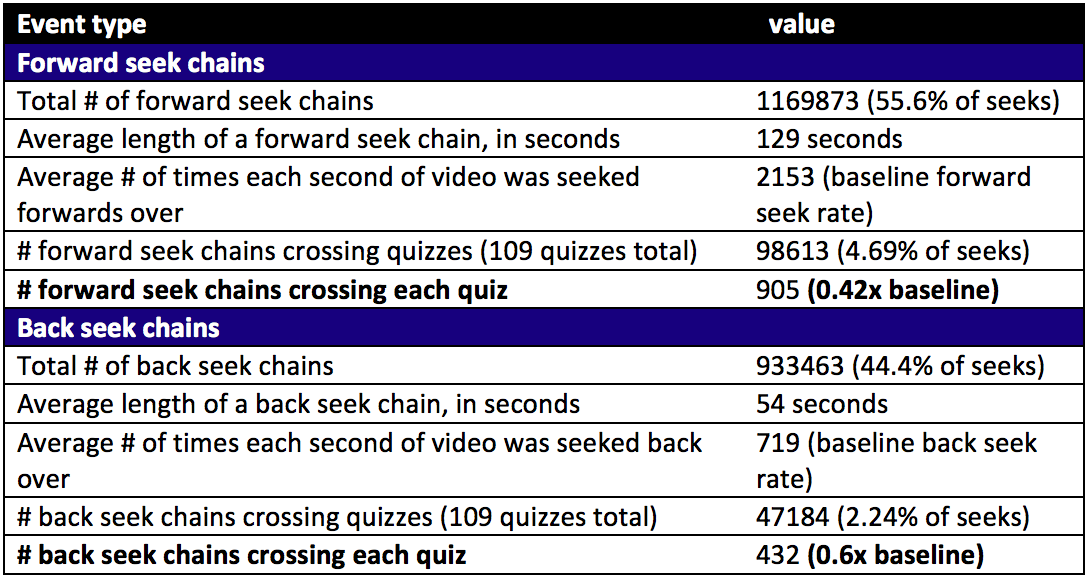 Event type value
Forward seek chains
Total # of forward seek chains 1169873 (55.6% of seeks)
Average length of a forward seek chain, in seconds 129 seconds
Average # of times each second of video was seeked 2153 (baseline forward
forwards over seek rate)
# forward seek chains crossing quizzes (109 quizzes total) 98613 (4.69% of seeks)
# forward seek chains crossing each quiz 905 (0.42x baseline)
Back seek chains
Total # of back seek chains 933463 (44.4% of seeks)
Average length of a back seek chain, in seconds 54 seconds
Average # of times each second of video was seeked back 719 (baseline back seek
over rate)
# back seek chains crossing quizzes (109 quizzes total) 47184 (2.24% of seeks)
# back seek chains crossing each quiz 432 (0.6x baseline)